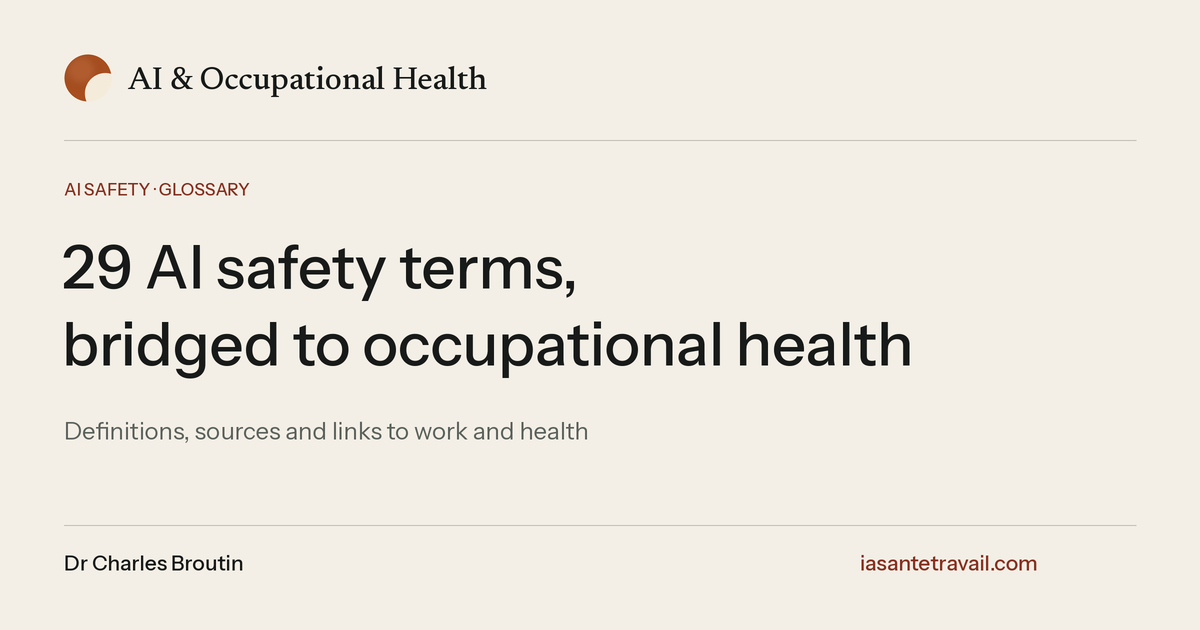 AI & Occupational Health
AI SAFETY · GLOSSARY
29 AI safety terms,
bridged to occupational health
Definitions, sources and links to work and health
Dr Charles Broutin
iasantetravail.com